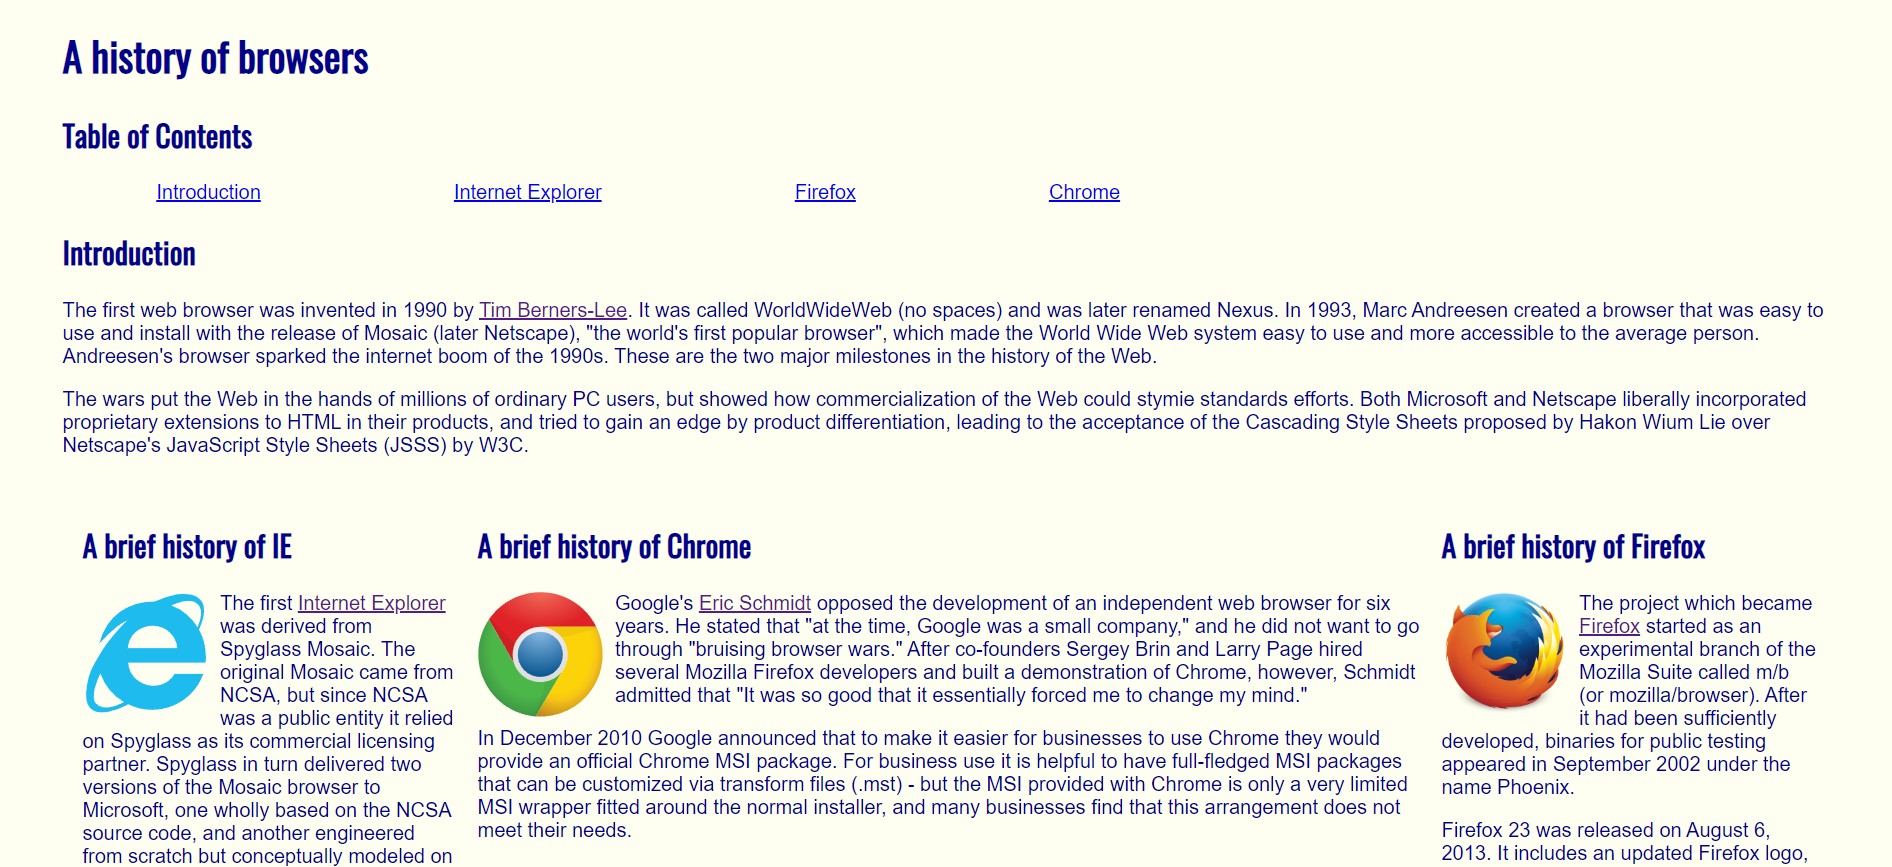 A history of browsers
Table of Contents
Introduction
Internet Explorer
Firefox
Chrome
Introduction
The first web browser was invented in 1990 by Tim Berners-Lee. It was called WorldWideWeb (no spaces) and was later renamed Nexus. In 1993, Marc Andreesen created a browser that was easy to
use and install with the release of Mosaic (later Netscape), "the world's first popular browser", which made the World Wide Web system easy to use and more accessible to the average person.
Andreesen's browser sparked the internet boom of the 1990s. These are the two major milestones in the history of the Web.
The wars put the Web in the hands of millions of ordinary PC users, but showed how commercialization of the Web could stymie standards efforts. Both Microsoft and Netscape liberally incorporated
proprietary extensions to HTML in their products, and tried to gain an edge by product differentiation, leading to the acceptance of the Cascading Style Sheets proposed by Hakon Wium Lie over
Netscape's JavaScript Style Sheets (JSSS) by W3C.
A brief history of IE
The first Internet Explorer
was derived from
Spyglass Mosaic. The
original Mosaic came from
NCSA, but since NCSA
was a public entity it relied
on Spyglass as its commercial licensing
partner. Spyglass in turn delivered two
versions of the Mosaic browser to
Microsoft, one wholly based on the NCSA
source code, and another engineered
from scratch but conceptually modeled on
A brief history of Chrome
Google's Eric Schmidt opposed the development of an independent web browser for six
years. He stated that "at the time, Google was a small company," and he did not want to go
through "bruising browser wars." After co-founders Sergey Brin and Larry Page hired
several Mozilla Firefox developers and built a demonstration of Chrome, however, Schmidt
admitted that "It was so good that it essentially forced me to change my mind."
In December 2010 Google announced that to make it easier for businesses to use Chrome they would
provide an official Chrome MSI package. For business use it is helpful to have full-fledged MSI packages
that can be customized via transform files (.mst) - but the MSI provided with Chrome is only a very limited
MSI wrapper fitted around the normal installer, and many businesses find that this arrangement does not
meet their needs.
A brief history of Firefox
The project which became
Firefox started as an
experimental branch of the
Mozilla Suite called m/b
(or mozilla/browser). After
it had been sufficiently
developed, binaries for public testing
appeared in September 2002 under the
name Phoenix.
Firefox 23 was released on August 6,
2013. It includes an updated Firefox logo,